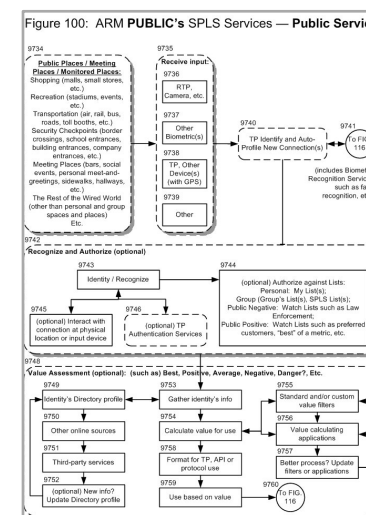 Figure 100: ARM PUBLIC's SPLS Services — Public Servi
9734
Public Places / Meeting
Places / Monitored Places:
Shopping (malls, small stores,
etc.)
Recreation (stadiums, events,
etc.)
Transportation (air, rail, bus,
roads, toll booths, etc.)
Security Checkpoints (border
crossings, school entrances,
building entances, company
entrances, etc.)
Meeting Places (bars, social
events, personal meet-and-
greetings, sidewalks, hallways,
etc.)
The Rest of the Wired World
(other than personal and group
spaces and places)
Etc.
9735
Receive input:
9736
RTP,
Camera, etc.
9737
Other
Biometric(s)
9738
TP, Other
Device(s)
(with GPS)
9739
Other
9740
TP Identify and Auto-
Profile New Connection(s)
9741
To FIG.
116
(includes Biomet
Recognition Servic
such as fa
recognition, et
9742
Recognize and Authorize (optional)
9743
Identity / Recognize
9744
(optional) Authorize against Lists:
Personal: My List(s);
Group (Group's List(s), SPLS List(s);
Public Negative: Watch Lists such as Law
Enforcement;
Public Positive: Watch Lists such as preferred
customers, "best" of a metric, etc.
9745
(optional) Interact with
connection at physical
location or input device
9746
(optional) TP
Authentication Services
9748
Value Assessment (optional): (such as) Best, Positive, Average, Negative, Danger?, Etc.
9749
Identity's Directory profile
9750
Other online sources
9751
Third-party services
9752
(optional) New info?
Update Directory profile
9753
Gather identity's info
9754
Calculate value for use
9758
Format for TP, API or
protocol use
9759
Use based on value
9755
Standard and/or custom
value filters
9756
Value calculating
applications
9757
Better process? Update
filters or applications
9760
To FIG.
116